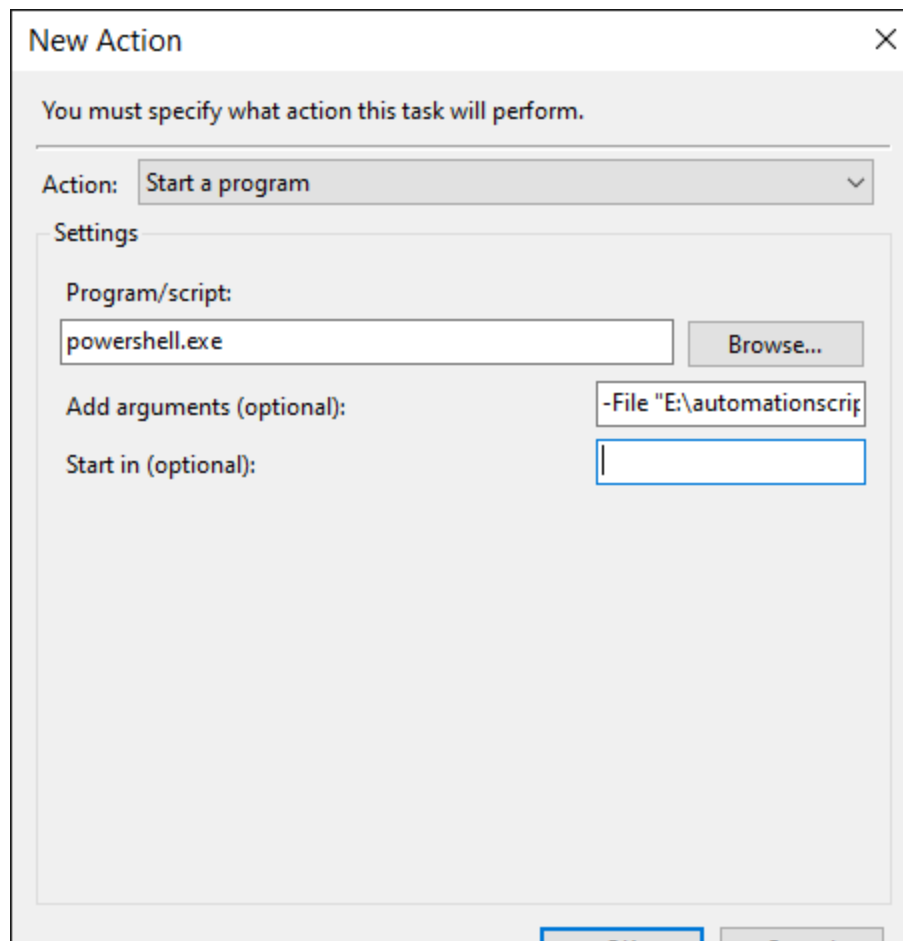 New Action
You must specify what action this task will perform.
Action: Start a program
Settings
Program/script:
powershell.exe Browse...
Add arguments (optional): -File "E:\automationscrip
Start in (optional):